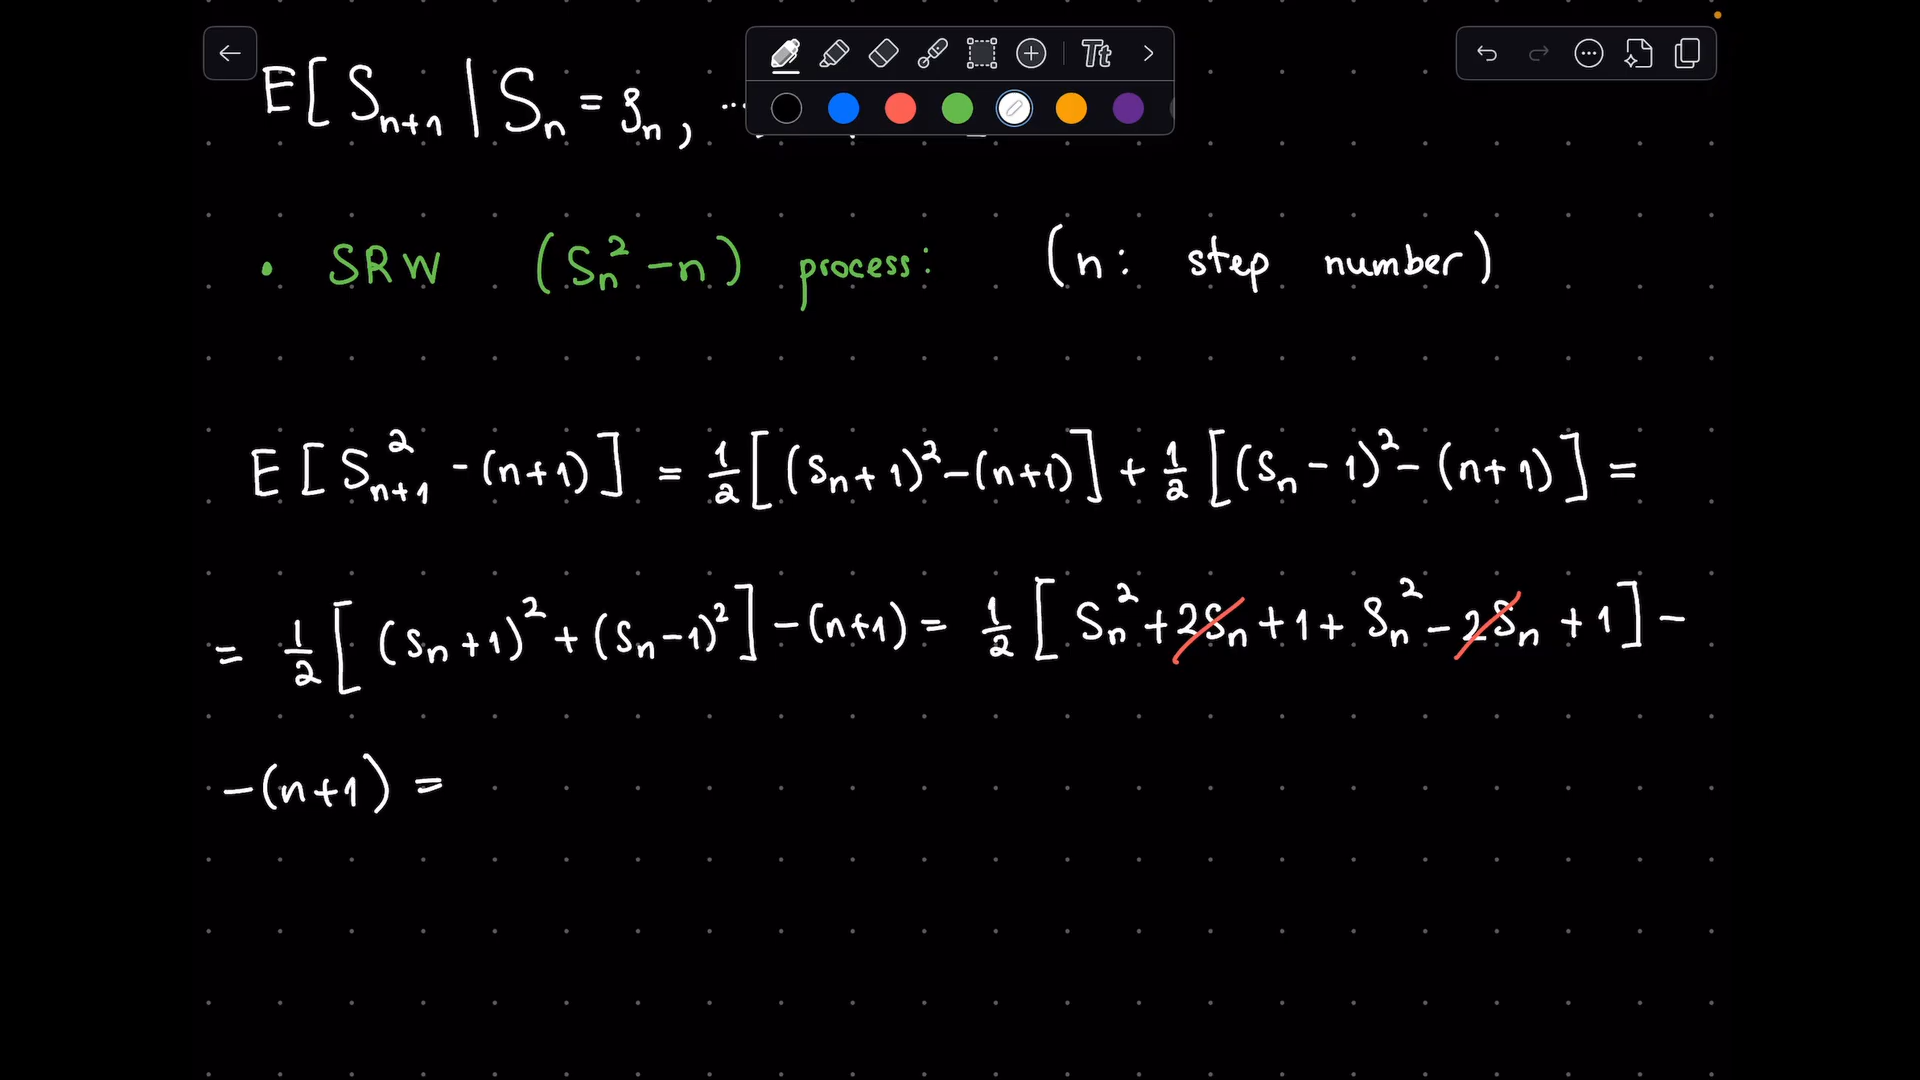 Tt
E[S_{n+1} | S_n = s_n, ...
• SRW (S_n^2 - n) process: (n: step number)
E[S_{n+1}^2 - (n+1)] = 1/2[(S_n+1)^2 - (n+1)] + 1/2[(S_n - 1)^2 - (n+1)] =
= 1/2[(S_n+1)^2 + (S_n-1)^2] - (n+1) = 1/2[S_n^2 + 2S_n + 1 + S_n^2 - 2S_n + 1] -
- (n+1) =